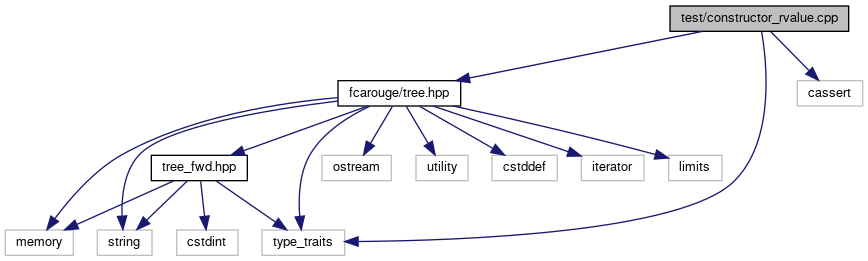 test/constructor_rvalue.cpp
fcarouge/tree.hpp
cassert
tree_fwd.hpp
ostream
utility
cstddef
iterator
limits
memory
string
cstdint
type_traits